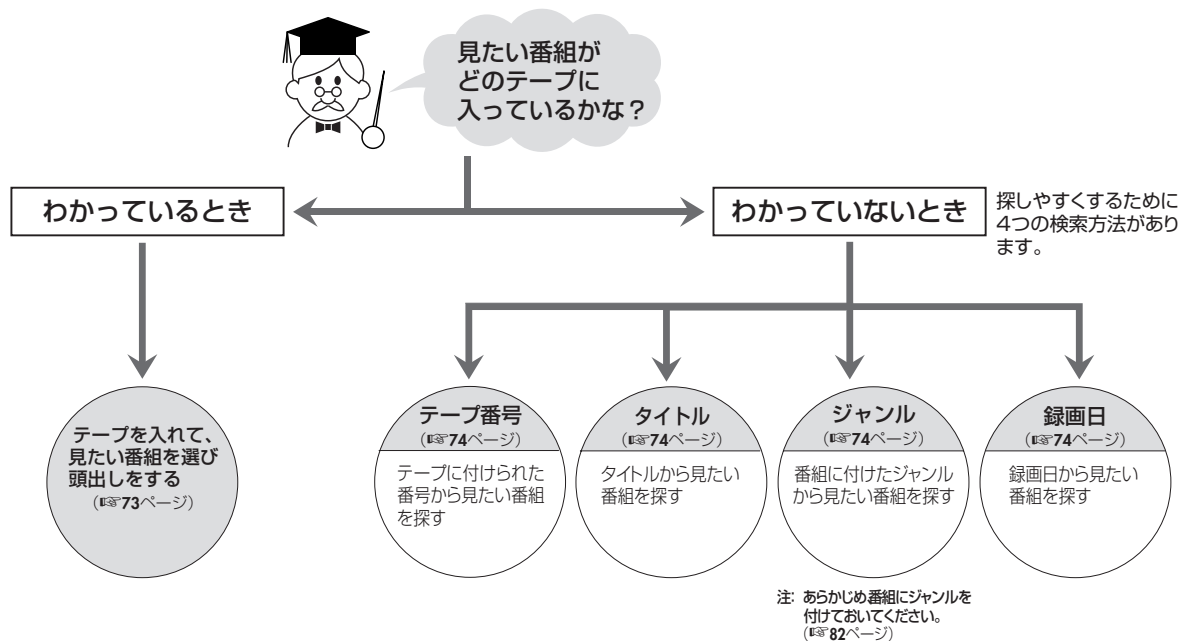 見たい番組が
どのテープに
入っているかな？
わかっているとき
わかっていないとき
探しやすくするために
4つの検索方法があり
ます。
テープを入れて、
見たい番組を選び
頭出しをする
（☞73ページ）
テープ番号
（☞74ページ）
テープに付けられた
番号から見たい番組
を探す
タイトル
（☞74ページ）
タイトルから見たい
番組を探す
ジャンル
（☞74ページ）
番組に付けたジャンル
から見たい番組を探す
録画日
（☞74ページ）
録画日から見たい
番組を探す
注： あらかじめ番組にジャンルを
付けておいてください。
（☞82ページ）